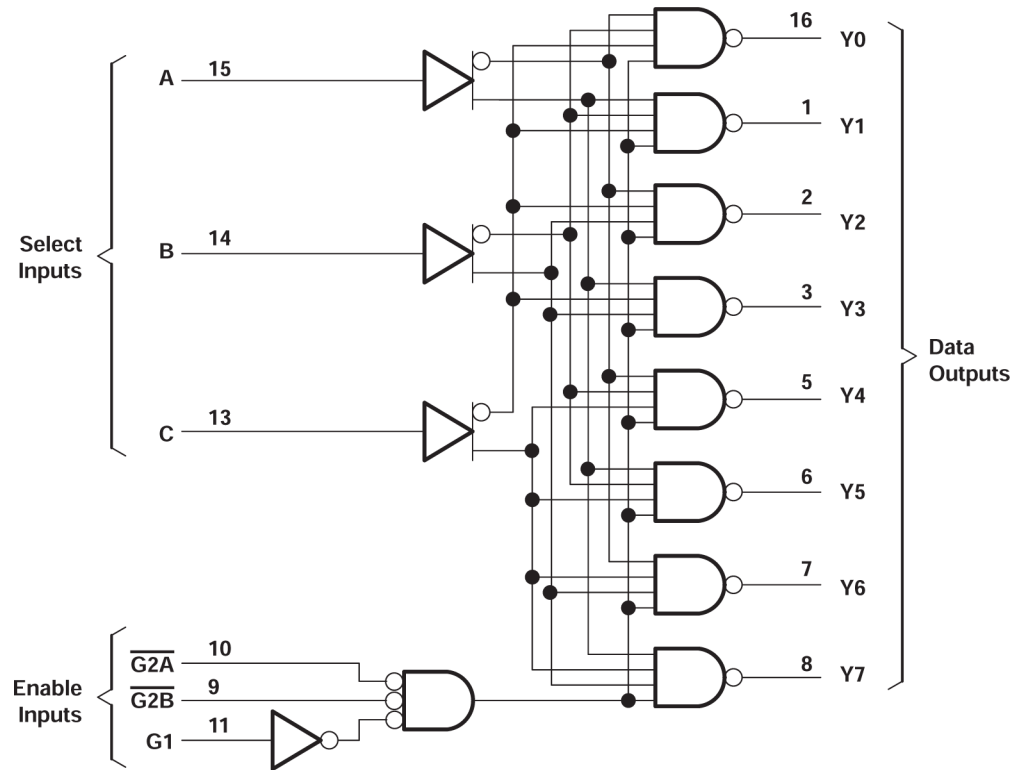 16
Y0
15
A
1
Y1
2
Y2
Select
Inputs
14
B
3
Y3
Data
Outputs
5
Y4
13
C
6
Y5
7
Y6
8
Y7
Enable
Inputs
G2A
10
G2B
9
G1
11